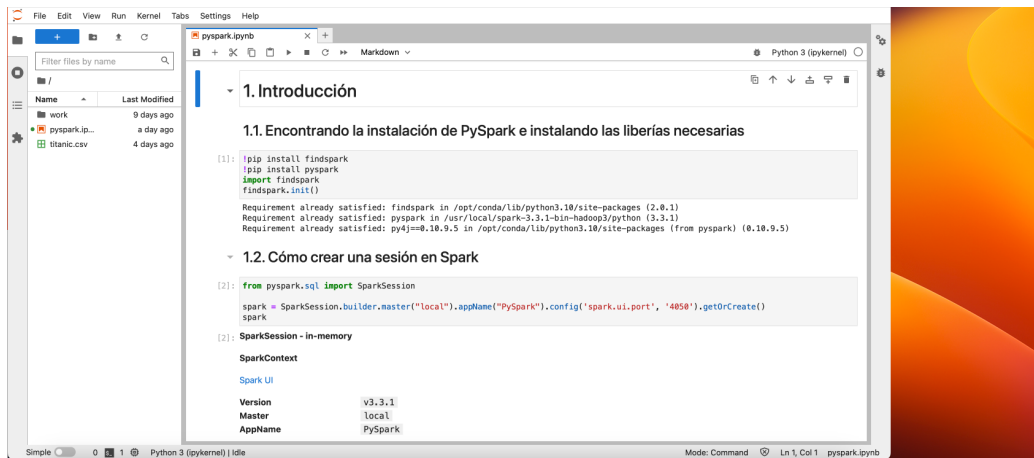 File Edit View Run Kernel Tabs Settings Help
Filter files by name
/
Name Last Modified
work 9 days ago
pyspark.ip... a day ago
titanic.csv 4 days ago
pyspark.ipynb
Markdown
Python 3 (ipykernel)
1. Introducción
1.1. Encontrando la instalación de PySpark e instalando las liberías necesarias
[1]: !pip install findspark
!pip install pyspark
import findspark
findspark.init()
Requirement already satisfied: findspark in /opt/conda/lib/python3.10/site-packages (2.0.1)
Requirement already satisfied: pyspark in /usr/local/spark-3.3.1-bin-hadoop3/python (3.3.1)
Requirement already satisfied: py4j==0.10.9.5 in /opt/conda/lib/python3.10/site-packages (from pyspark) (0.10.9.5)
1.2. Cómo crear una sesión en Spark
[2]: from pyspark.sql import SparkSession
spark = SparkSession.builder.master("local").appName("PySpark").config('spark.ui.port', '4050').getOrCreate()
spark
[2]: SparkSession - in-memory
SparkContext
Spark UI
Version v3.3.1
Master local
AppName PySpark
Simple 0 1 Python 3 (ipykernel) | Idle Mode: Command Ln 1, Col 1 pyspark.ipynb